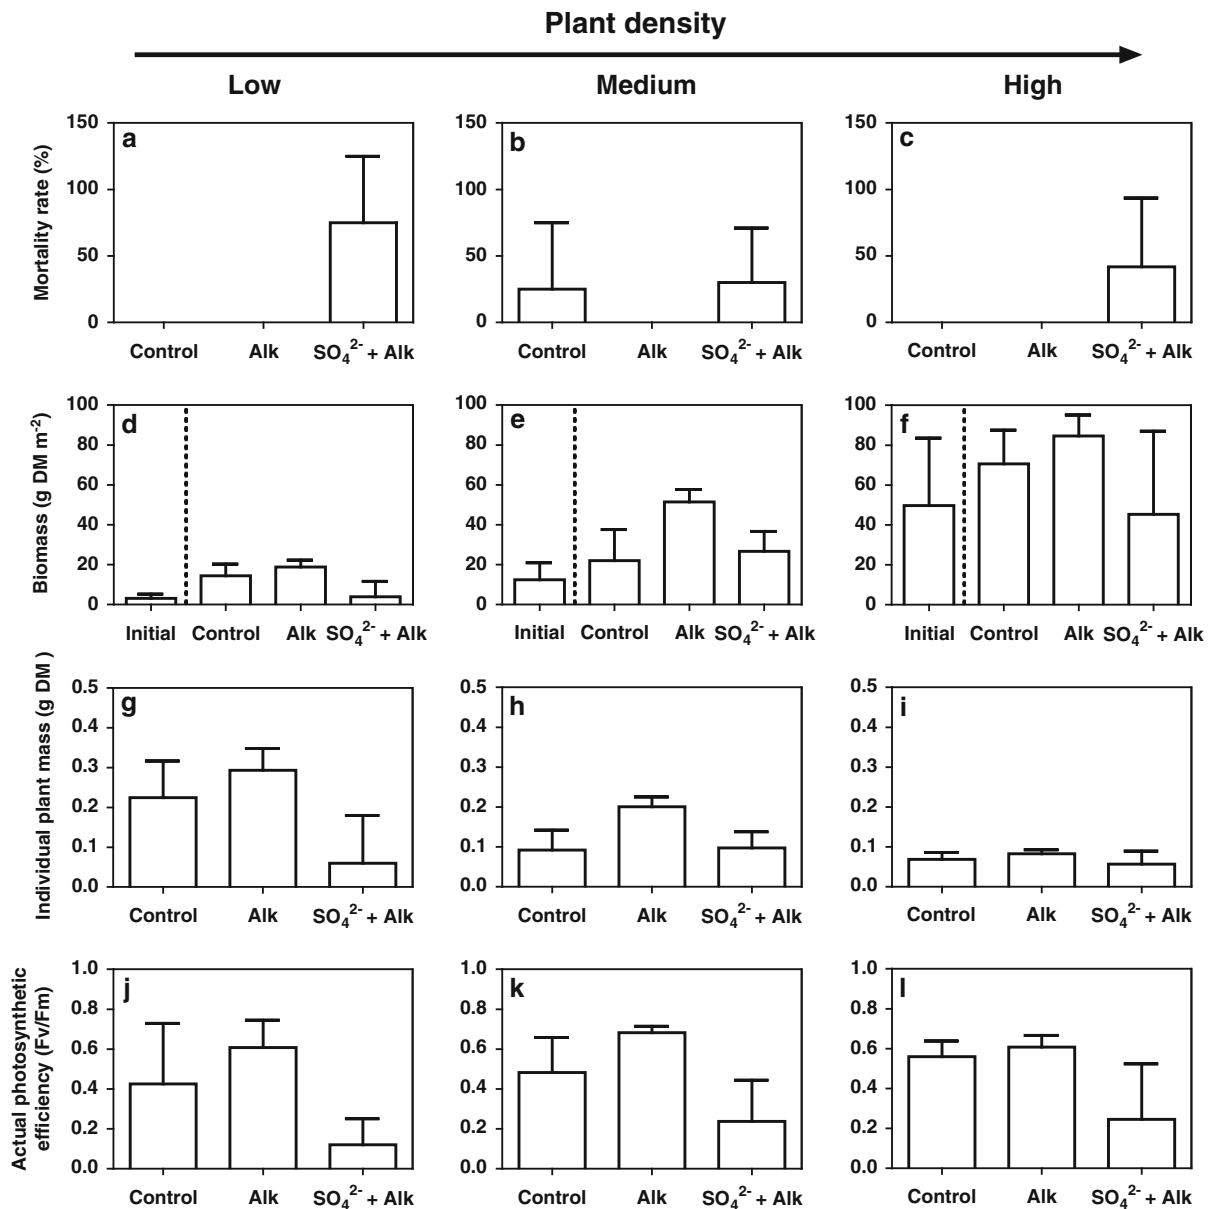 Plant density
Low Medium High
Mortality rate (%)
150 150 150
a b c
100 100 100
50 50 50
0 0 0
Control Alk SO₄²⁻ + Alk Control Alk SO₄²⁻ + Alk Control Alk SO₄²⁻ + Alk
Biomass (g DM m⁻²)
100 100 100
d e f
80 80 80
60 60 60
40 40 40
20 20 20
0 0 0
Initial Control Alk SO₄²⁻ + Alk Initial Control Alk SO₄²⁻ + Alk Initial Control Alk SO₄²⁻ + Alk
Individual plant mass (g DM )
0.5 0.5 0.5
g h i
0.4 0.4 0.4
0.3 0.3 0.3
0.2 0.2 0.2
0.1 0.1 0.1
0.0 0.0 0.0
Control Alk SO₄²⁻ + Alk Control Alk SO₄²⁻ + Alk Control Alk SO₄²⁻ + Alk
Actual photosynthetic
efficiency (Fv/Fm)
1.0 1.0 1.0
j k l
0.8 0.8 0.8
0.6 0.6 0.6
0.4 0.4 0.4
0.2 0.2 0.2
0.0 0.0 0.0
Control Alk SO₄²⁻ + Alk Control Alk SO₄²⁻ + Alk Control Alk SO₄²⁻ + Alk